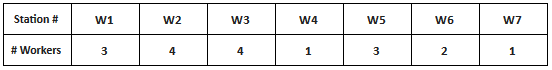 Station # W1 W2 W3 W4 W5 W6 W7
# Workers 3 4 4 1 3 2 1